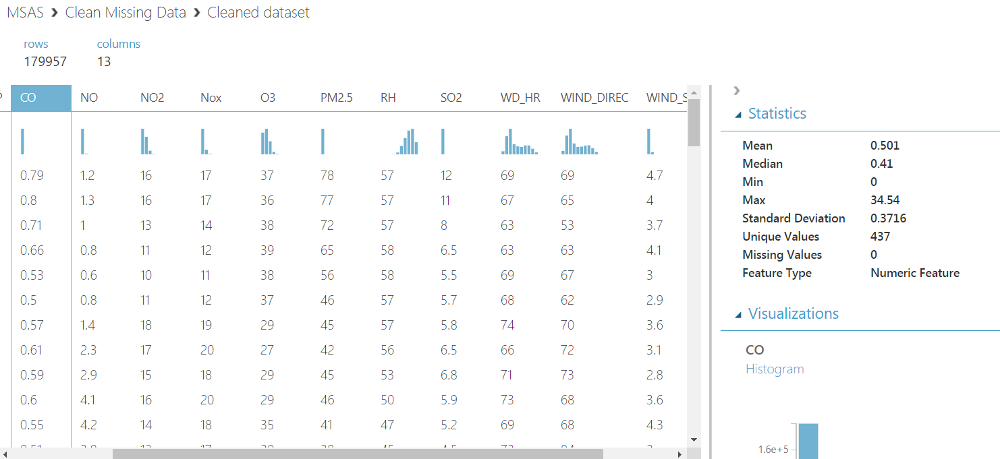 MSAS > Clean Missing Data > Cleaned dataset
rows columns
179957 13
CO NO NO2 Nox O3 PM2.5 RH SO2 WD_HR WIND_DIREC WIND_S
0.79 1.2 16 17 37 78 57 12 69 69 4.7
0.8 1.3 16 17 36 77 57 11 67 65 4
0.71 1 13 14 38 72 57 8 63 53 3.7
0.66 0.8 11 12 39 65 58 6.5 63 63 4.1
0.53 0.6 10 11 38 56 58 5.5 69 67 3
0.5 0.8 11 12 37 46 57 5.7 68 62 2.9
0.57 1.4 18 19 29 45 57 5.8 74 70 3.6
0.61 2.3 17 20 27 42 56 6.5 66 72 3.1
0.59 2.9 15 18 29 45 53 6.8 71 73 2.8
0.6 4.1 16 20 29 46 50 5.9 73 68 3.6
0.55 4.2 14 18 35 41 47 5.2 69 68 4.3
Statistics
Mean 0.501
Median 0.41
Min 0
Max 34.54
Standard Deviation 0.3716
Unique Values 437
Missing Values 0
Feature Type Numeric Feature
Visualizations
CO
Histogram
1.6e+5